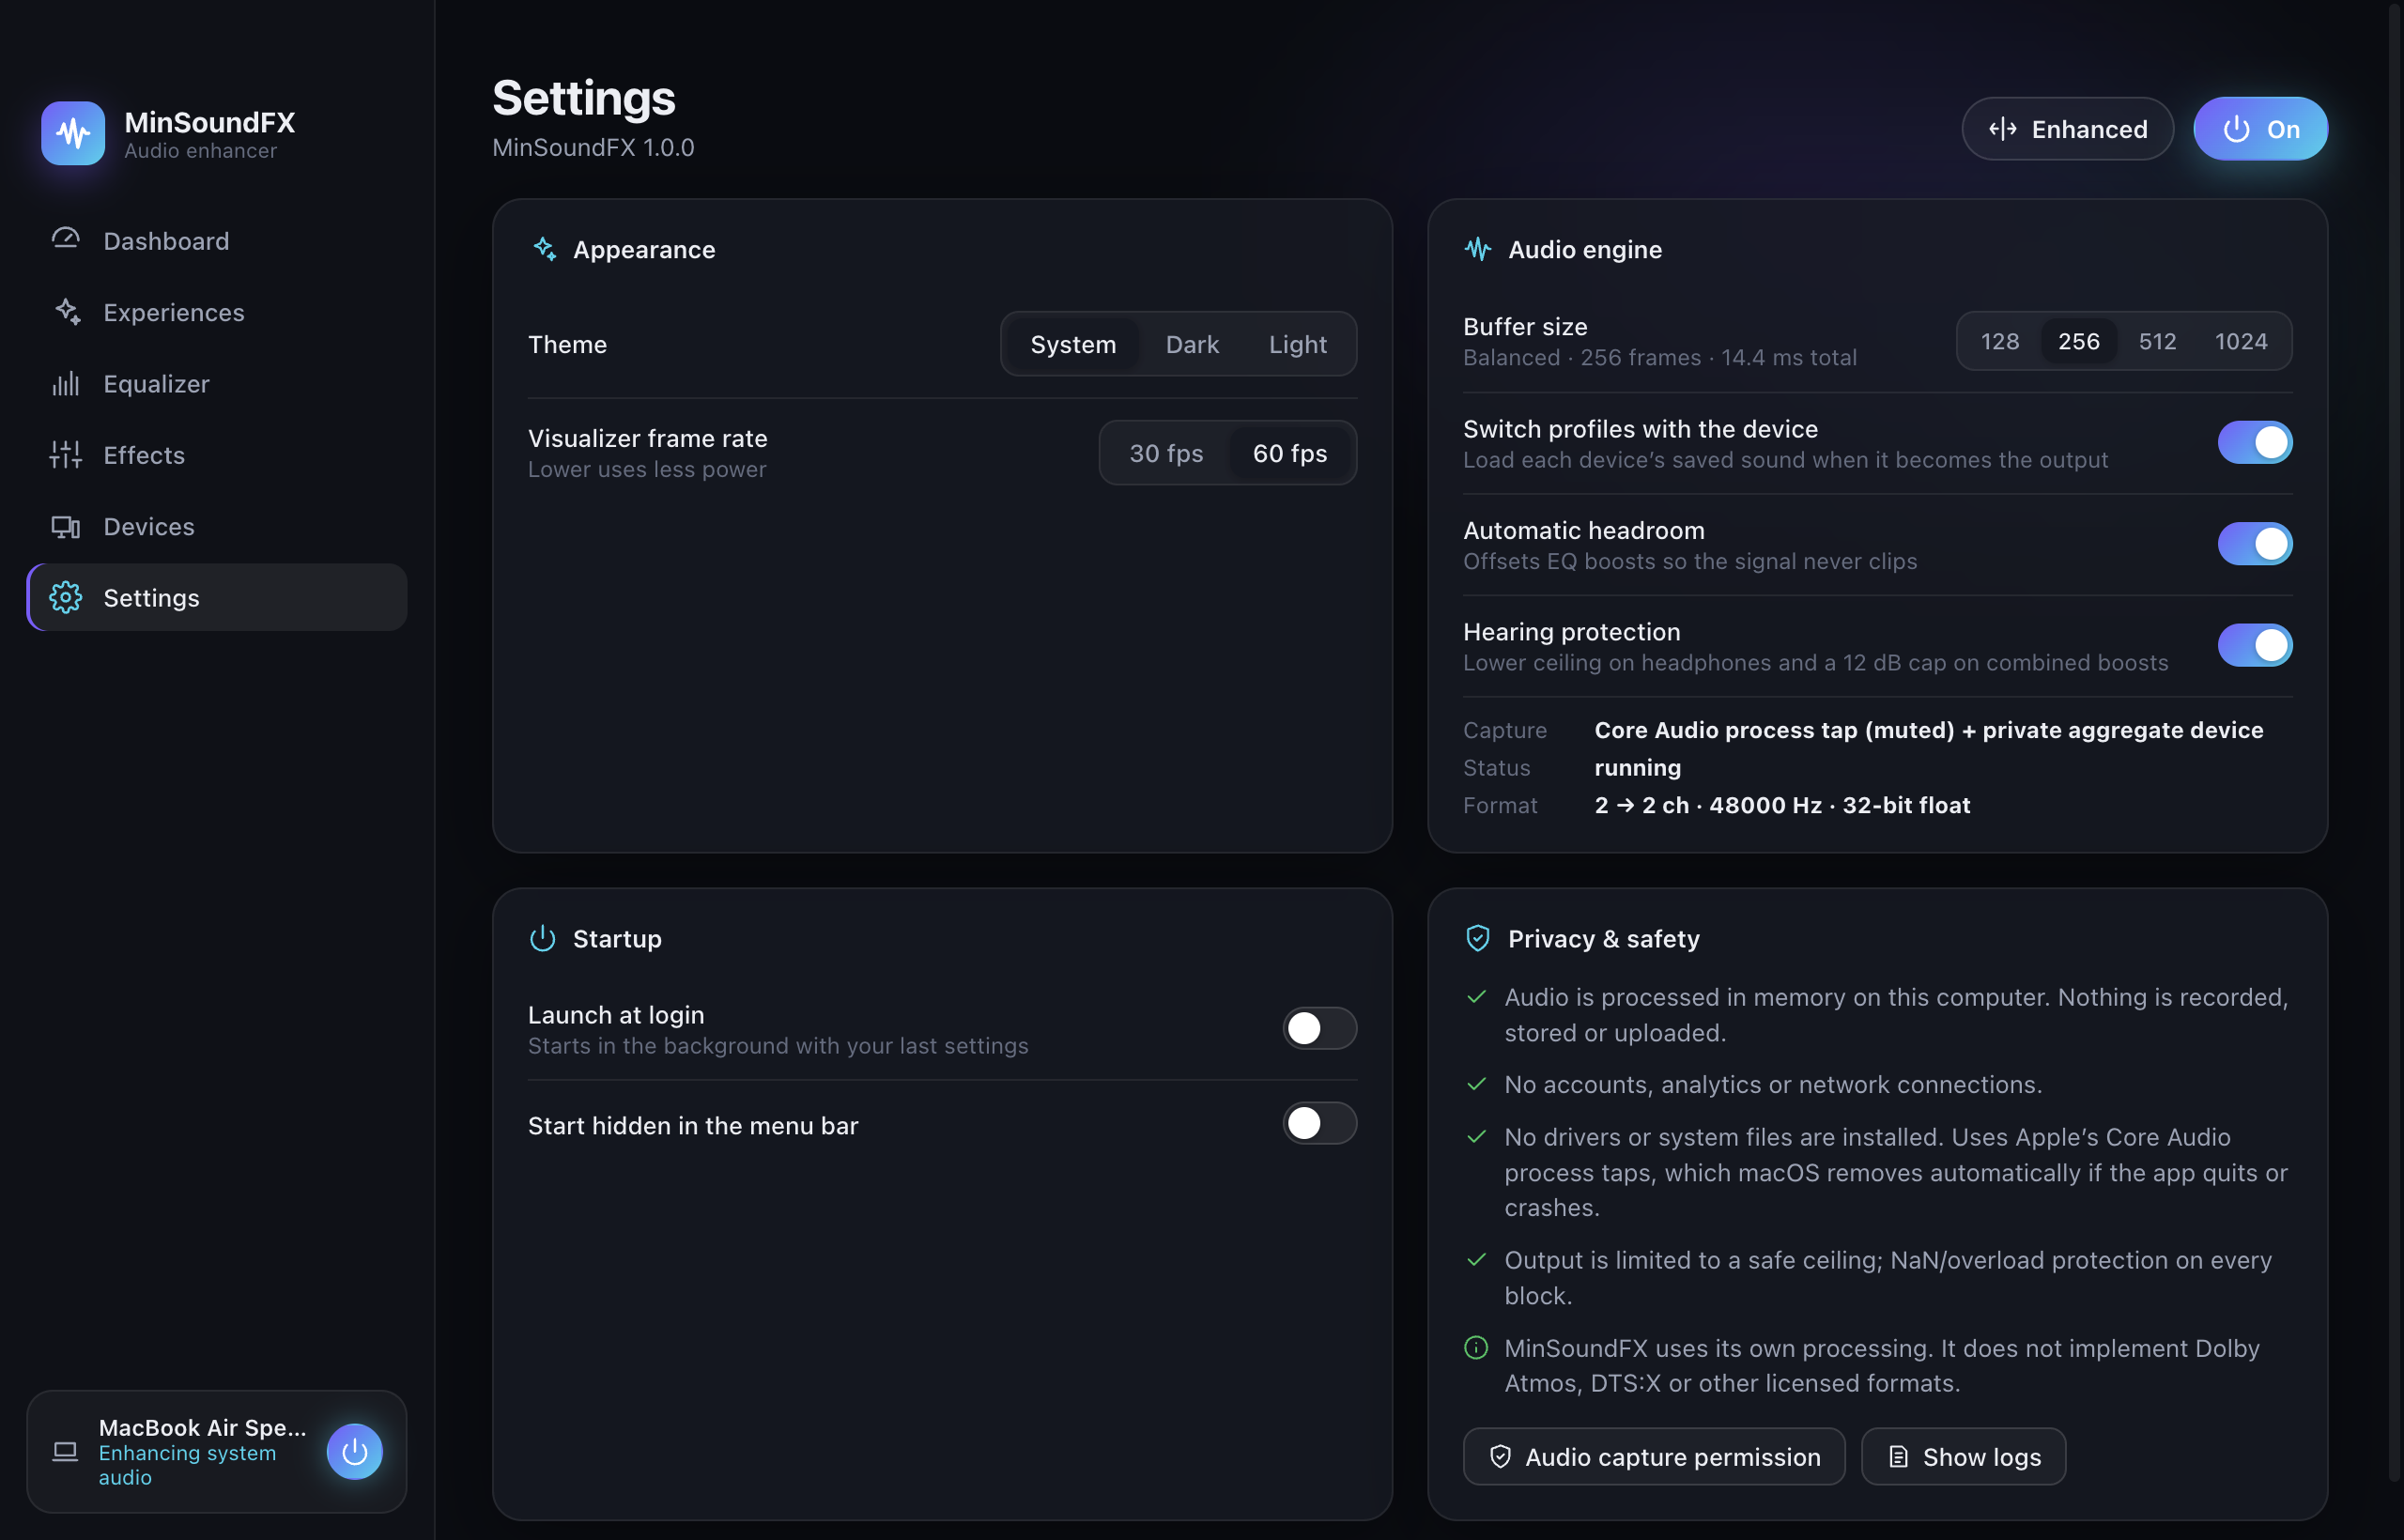 MinSoundFX
Audio enhancer
Dashboard
Experiences
Equalizer
Effects
Devices
Settings
MacBook Air Spe...
Enhancing system
audio
Settings
MinSoundFX 1.0.0
Enhanced
On
Appearance
Theme
System Dark Light
Visualizer frame rate
Lower uses less power
30 fps 60 fps
Audio engine
Buffer size
Balanced · 256 frames · 14.4 ms total
128 256 512 1024
Switch profiles with the device
Load each device’s saved sound when it becomes the output
Automatic headroom
Offsets EQ boosts so the signal never clips
Hearing protection
Lower ceiling on headphones and a 12 dB cap on combined boosts
Capture Core Audio process tap (muted) + private aggregate device
Status running
Format 2 → 2 ch · 48000 Hz · 32-bit float
Startup
Launch at login
Starts in the background with your last settings
Start hidden in the menu bar
Privacy & safety
Audio is processed in memory on this computer. Nothing is recorded,
stored or uploaded.
No accounts, analytics or network connections.
No drivers or system files are installed. Uses Apple’s Core Audio
process taps, which macOS removes automatically if the app quits or
crashes.
Output is limited to a safe ceiling; NaN/overload protection on every
block.
MinSoundFX uses its own processing. It does not implement Dolby
Atmos, DTS:X or other licensed formats.
Audio capture permission
Show logs